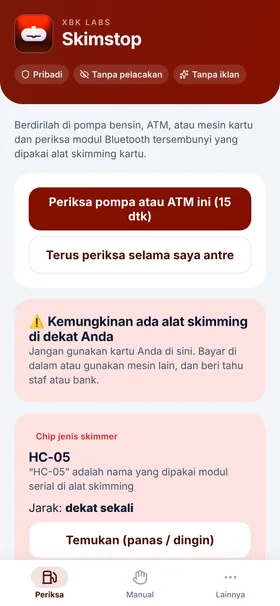 XBK LABS
Skimstop
Pribadi
Tanpa pelacakan
Tanpa iklan
Berdirilah di pompa bensin, ATM, atau mesin kartu
dan periksa modul Bluetooth tersembunyi yang
dipakai alat skimming kartu.
Periksa pompa atau ATM ini (15
dtk)
Terus periksa selama saya antre
⚠️ Kemungkinan ada alat skimming
di dekat Anda
Jangan gunakan kartu Anda di sini. Bayar di
dalam atau gunakan mesin lain, dan beri tahu
staf atau bank.
Chip jenis skimmer
HC-05
“HC-05” adalah nama yang dipakai modul
serial di alat skimming
Jarak: dekat sekali
Temukan (panas / dingin)
Periksa
Manual
Lainnya